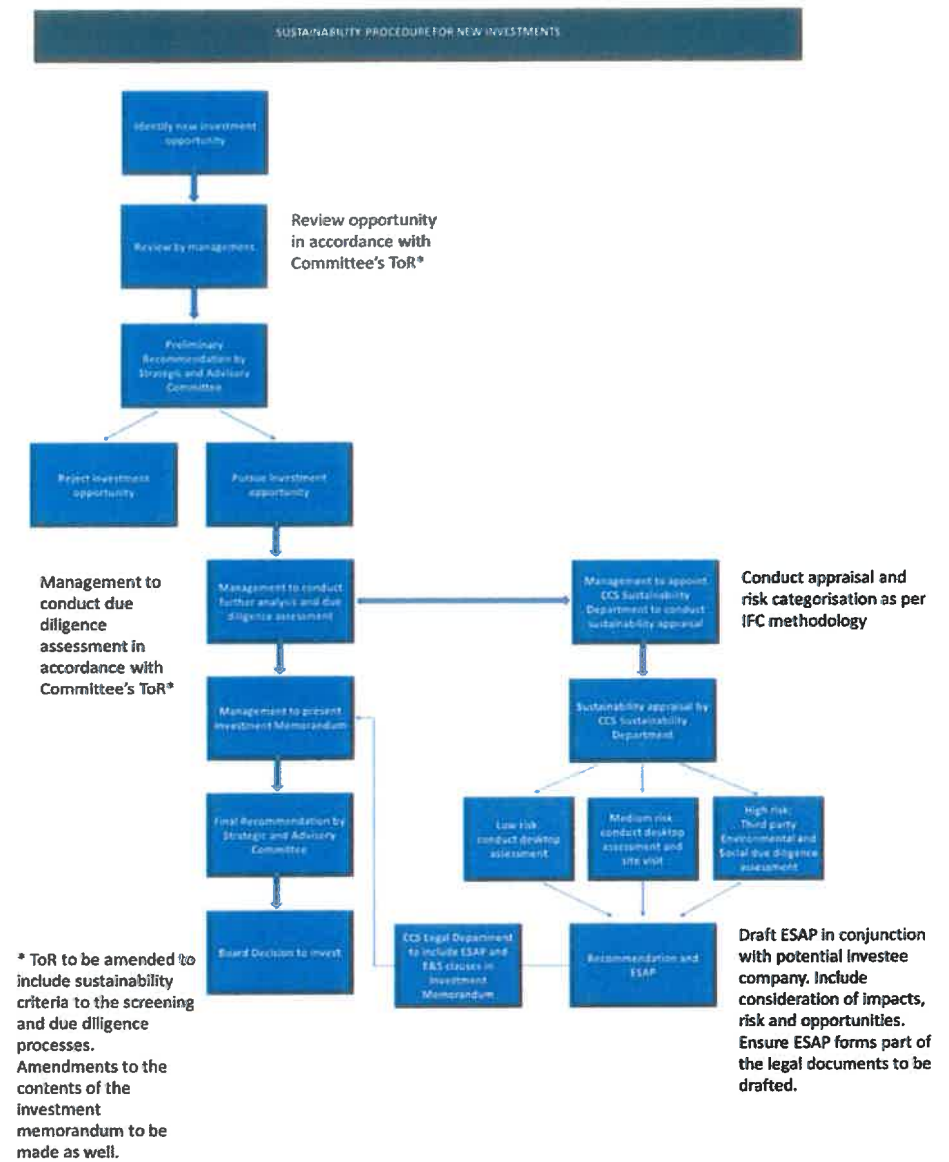 SUSTAINABILITY PROCEDURE FOR NEW INVESTMENTS
Identify new investment
opportunity
Review by management.
Review opportunity
in accordance with
Committee's ToR*
Preliminary
Recommendation by
Strategic and Advisory
Committee
Reject investment
opportunity
Pursue investment
opportunity
Management to
conduct due
diligence
assessment in
accordance with
Committee's ToR*
Management to conduct
further analysis and due
diligence assessment
Management to appoint
CCS Sustainability
Department to conduct
sustainability appraisal
Conduct appraisal and
risk categorisation as per
IFC methodology
Management to present
Investment Memorandum
Sustainability appraisal by
CCS Sustainability
Department
Final Recommendation by
Strategic and Advisory
Committee
Low risk
conduct desktop
assessment
Medium risk
conduct desktop
assessment and
site visit
High risk:
Third party
Environmental and
Social due diligence
assessment
Board Decision to invest
CCS Legal Department
to include ESAP and
E&S clauses in
Investment
Memorandum
Recommendation and
ESAP
Draft ESAP in conjunction
with potential investee
company. Include
consideration of impacts,
risk and opportunities.
Ensure ESAP forms part of
the legal documents to be
drafted.
* ToR to be amended to
include sustainability
criteria to the screening
and due diligence
processes.
Amendments to the
contents of the
investment
memorandum to be
made as well.